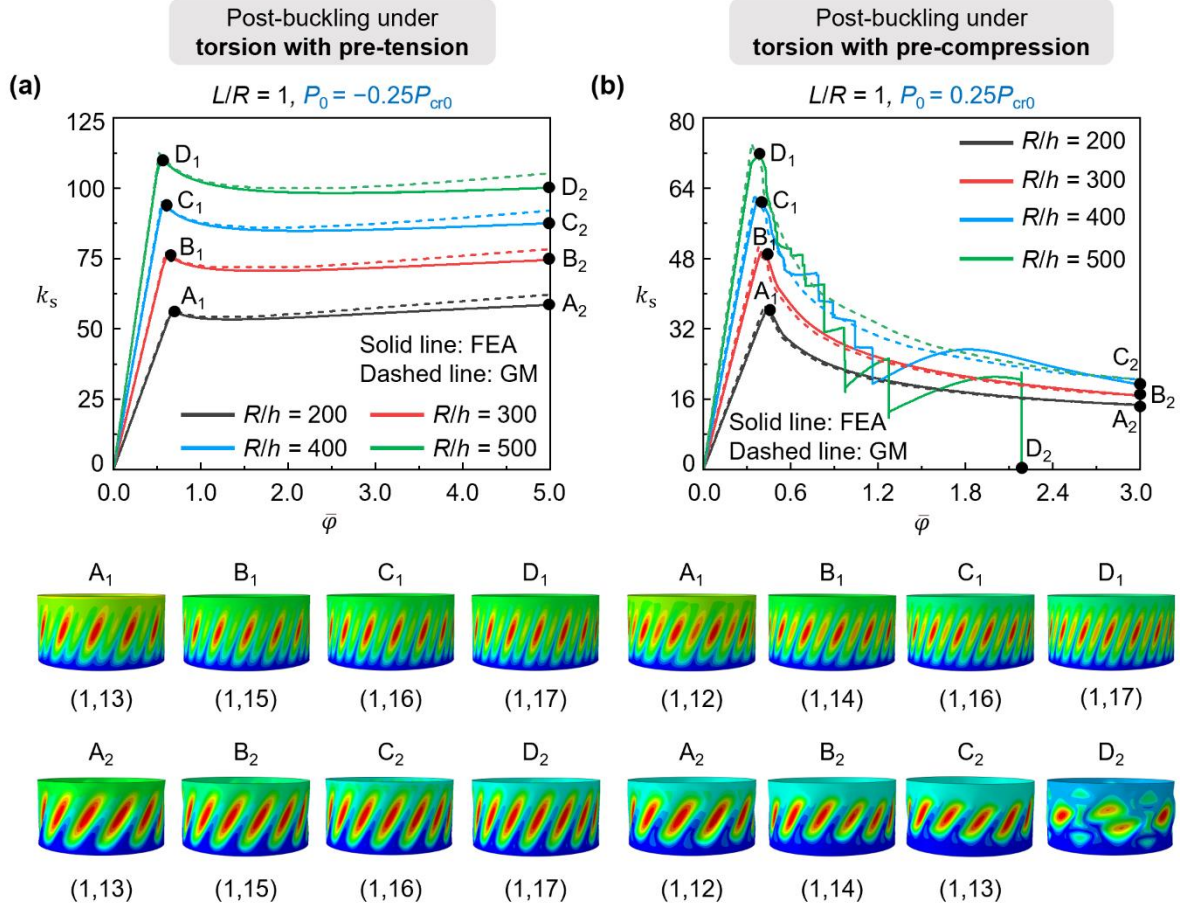 Post-buckling under
torsion with pre-tension
Post-buckling under
torsion with pre-compression
(a)
L/R = 1, P₀ = −0.25P_cr0
125
100
75
50
25
0
kₛ
0.0
1.0
2.0
3.0
4.0
5.0
φ̄
D₁
C₁
B₁
A₁
D₂
C₂
B₂
A₂
Solid line: FEA
Dashed line: GM
R/h = 200
R/h = 300
R/h = 400
R/h = 500
(b)
L/R = 1, P₀ = 0.25P_cr0
80
64
48
32
16
0
kₛ
0.0
0.6
1.2
1.8
2.4
3.0
φ̄
D₁
C₁
B₁
A₁
R/h = 200
R/h = 300
R/h = 400
R/h = 500
C₂
B₂
A₂
D₂
Solid line: FEA
Dashed line: GM
A₁ B₁ C₁ D₁ A₁ B₁ C₁ D₁
(1,13) (1,15) (1,16) (1,17) (1,12) (1,14) (1,16) (1,17)
A₂ B₂ C₂ D₂ A₂ B₂ C₂ D₂
(1,13) (1,15) (1,16) (1,17) (1,12) (1,14) (1,13)